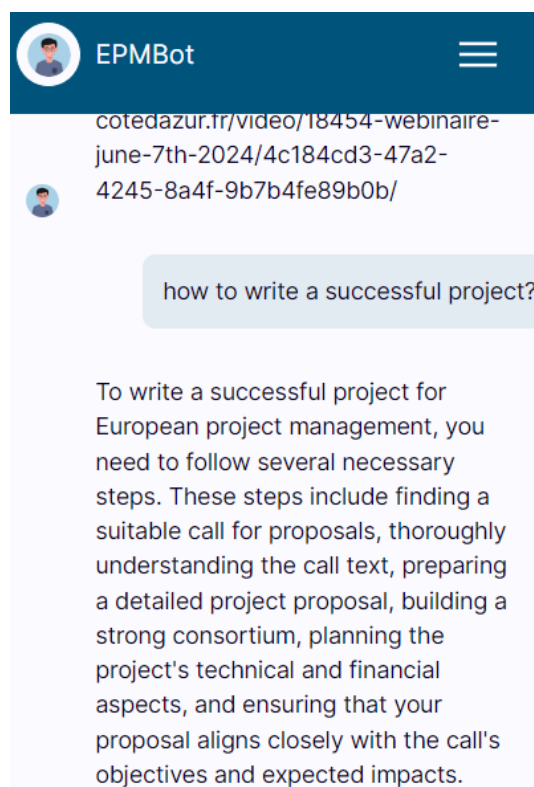 EPMBot
cotedazur.fr/video/18454-webinaire-
june-7th-2024/4c184cd3-47a2-
4245-8a4f-9b7b4fe89b0b/
how to write a successful project?
To write a successful project for
European project management, you
need to follow several necessary
steps. These steps include finding a
suitable call for proposals, thoroughly
understanding the call text, preparing
a detailed project proposal, building a
strong consortium, planning the
project's technical and financial
aspects, and ensuring that your
proposal aligns closely with the call's
objectives and expected impacts.